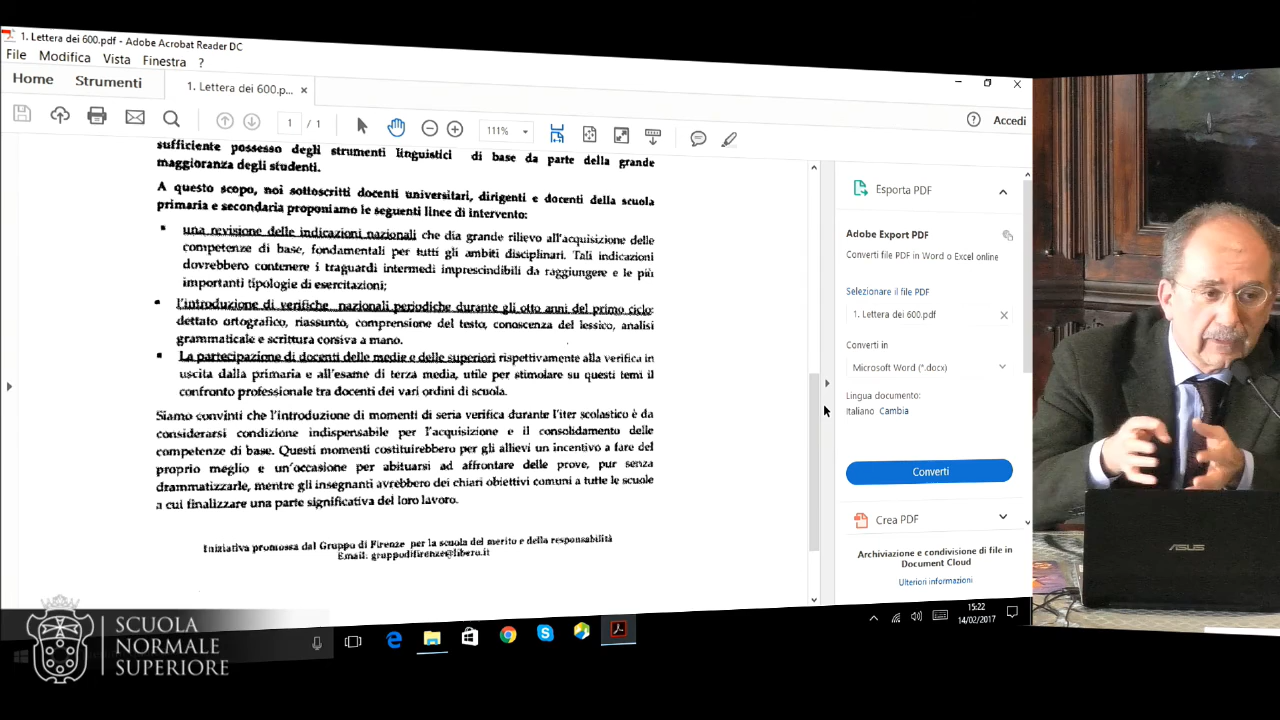 1. Lettera dei 600.pdf - Adobe Acrobat Reader DC
File Modifica Vista Finestra ?
Home Strumenti 1. Lettera dei 600.p... ×
1 / 1 111% Accedi
sufficiente possesso degli strumenti linguistici di base da parte della grande
maggioranza degli studenti.
A questo scopo, noi sottoscritti docenti universitari, dirigenti e docenti della scuola
primaria e secondaria proponiamo le seguenti linee di intervento:
▪ una revisione delle indicazioni nazionali che dia grande rilievo all'acquisizione delle
competenze di base, fondamentali per tutti gli ambiti disciplinari. Tali indicazioni
dovrebbero contenere i traguardi intermedi imprescindibili da raggiungere e le più
importanti tipologie di esercitazioni;
▪ l'introduzione di verifiche nazionali periodiche durante gli otto anni del primo ciclo:
dettato ortografico, riassunto, comprensione del testo, conoscenza del lessico, analisi
grammaticale e scrittura corsiva a mano.
▪ La partecipazione di docenti delle medie e delle superiori rispettivamente alla verifica in
uscita dalla primaria e all'esame di terza media, utile per stimolare su questi temi il
confronto professionale tra docenti dei vari ordini di scuola.
Siamo convinti che l'introduzione di momenti di seria verifica durante l'iter scolastico è da
considerarsi condizione indispensabile per l'acquisizione e il consolidamento delle
competenze di base. Questi momenti costituirebbero per gli allievi un incentivo a fare del
proprio meglio e un'occasione per abituarsi ad affrontare delle prove, pur senza
drammatizzarle, mentre gli insegnanti avrebbero dei chiari obiettivi comuni a tutte le scuole
a cui finalizzare una parte significativa del loro lavoro.
Iniziativa promossa dal Gruppo di Firenze per la scuola del merito e della responsabilità
Email: gruppodifirenze@libero.it
Esporta PDF
Adobe Export PDF
Converti file PDF in Word o Excel online
Selezionare il file PDF
1. Lettera dei 600.pdf ×
Converti in
Microsoft Word (*.docx)
Lingua documento:
Italiano Cambia
Converti
Crea PDF
Archiviazione e condivisione di file in
Document Cloud
Ulteriori informazioni
15:22
14/02/2017
ASUS
SCUOLA
NORMALE
SUPERIORE